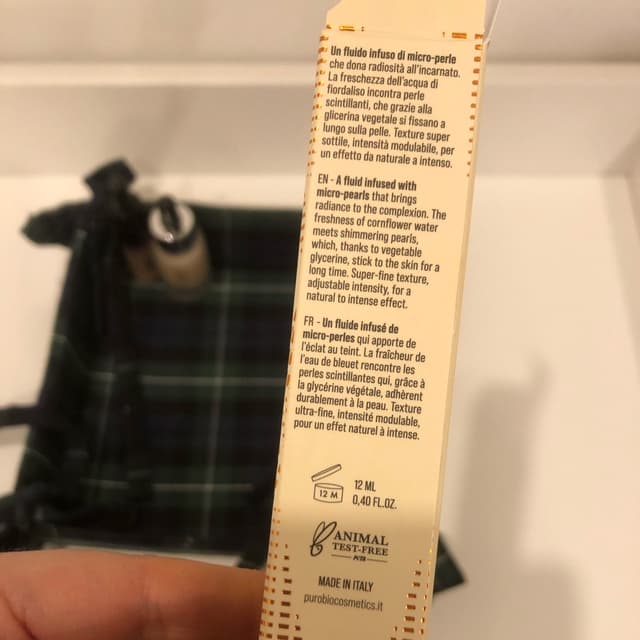 Un fluido infuso di micro-perle
che dona radiosità all'incarnato.
La freschezza dell'acqua di
fiordaliso incontra perle
scintillanti, che grazie alla
glicerina vegetale si fissano a
lungo sulla pelle. Texture super
sottile, intensità modulabile, per
un effetto da naturale a intenso.
EN - A fluid infused with
micro-pearls that brings
radiance to the complexion. The
freshness of cornflower water
meets shimmering pearls,
which, thanks to vegetable
glycerine, stick to the skin for a
long time. Super-fine texture,
adjustable intensity, for a
natural to intense effect.
FR - Un fluide infusé de
micro-perles qui apporte de
l'éclat au teint. La fraîcheur de
l'eau de bleuet rencontre les
perles scintillantes qui, grâce à
la glycérine végétale, adhèrent
durablement à la peau. Texture
ultra-fine, intensité modulable,
pour un effet naturel à intense.
12 M
12 ML
0,40 FL.OZ.
ANIMAL
TEST-FREE
MADE IN ITALY
purobiocosmetics.it